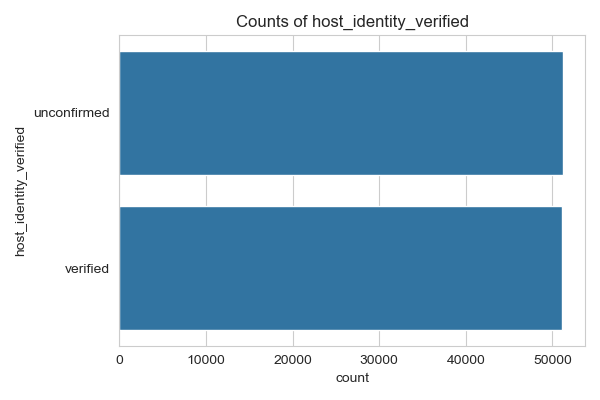 Counts of host_identity_verified
host_identity_verified
unconfirmed
verified
0 10000 20000 30000 40000 50000
count